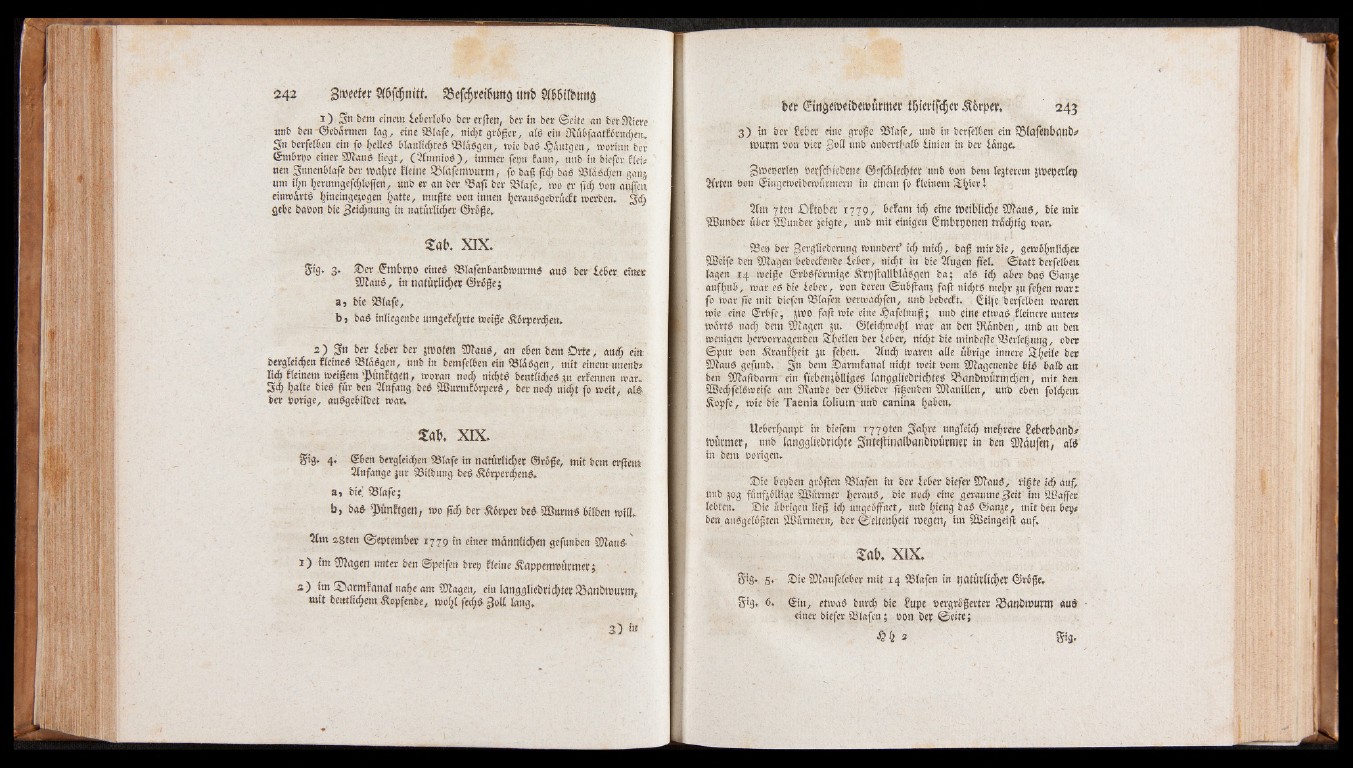 242 Zweeter Abschnitt. Beschreibung und Abbildung
1) In dem einem Leberlobo der ersten, der in der Seite an der Niere
und den Gedärmen lag, eine Blase, nicht größer, als ein Rübsaatkörnchen.
In derselben ein so helles blaulichtes Bläsgen, wie das Häutgen, worinn der
Embryo einer Maus liegt, (Amnios), immer seyn kann, und in dieser klei-
nen Innenblase der wahre kleine Blasenwurm, so daß sich das Bläschen ganz
um ihn herumgeschlossen, und er an der Basi der Blase, wo er sich von aussen
einwärts hineingezogen hatte, mußte von innen herausgedrückt werden. Ich
gebe davon die Zeichnung in natürlicher Größe.
Tab. XIX.
Fig. 3. Der Embryo eines Blasenbandwurms aus der Leber einer
Maus, in natürlicher Größe;
a, die Blase,
b, das inliegende umgekehrte weiße Körperchen.
2) In der Leber der zwoten Maus, an eben dem Orte, auch ein
dergleichen kleines Bläsgen, und in demselben ein Bläsgen, mit einem unend-
lich kleinem weißem Pünktgen, woran noch nichts deutliches zu erkennen war.
Ich halte dies für den Anfang des Wurmkörpers, der noch nicht so weit, als
der vorige, ausgebildet war.
Tab. XIX.
Fig. 4. Eben dergleichen Blase in natürlicher Größe, mit dem ersten
Anfange zur Bildung des Körperchens.
a, die Blase;
b, das Pünktgen, wo sich der Körper des Wurms bilden will.
Am 28ten September 1779 in einer männlichen gesunden Maus
1) im Magen unter den Speisen drey kleine Kappenwürmer;
2) im Darmkanal nahe am Magen, ein langgliedrichter Bandwurm,
mit deutlichem Kopfende, wohl sechs Zoll lang.
3) in
der Eingeweidewürmer thierischer Körper. 243
3) in der Leber eine große Blase, und in derselben ein Blasenband-
wurm von vier Zoll und anderthalb Linien in der Länge.
Zweyerley verschiedene Geschlechter und von dem lezterem zweyerley
Arten von Eingeweidewürmern in einem so kleinem Thier!
Am 7ten Oktober 1779, bekam ich eine weibliche Maus, die mir
Wunder über Wunder zeigte, und mit einigen Embryonen trächtig war.
Bey der Zergliederung wundert' ich mich, daß mir die, gewöhnlicher
Weise den Magen bedeckende Leber, nicht in die Augen fiel. Statt derselben
lagen 14 weiße Erbsförmige Krystallbläsgen da; als ich aber das Ganze
aufhub, war es die Leber, von deren Substanz fast nichts mehr zu sehen war:
so war sie mit diesen Blasen verwachsen, und bedeckt. Eilfe derselben waren
wie eine Erbse, zwo fast wie eine Haselnuß; und eine etwas kleinere unter-
wärts nach dem Magen zu. Gleichwohl war an den Ränden, und an den
wenigen hervorragenden Theilen der Leber, nicht die mindeste Verletzung, oder
Spur von Krankheit zu sehen. Auch waren alle übrige innere Theile der
Maus gesund. In dem Darmkanal nicht weit vom Magenende bis bald an
den Mastdarm ein siebenzölliges langgliedrichtes Bandwürmchen, mit den
Wechselsweise am Rande der Glieder sitzenden Mamillen, und eben solchem
Kopfe, wie die Taenia solium und canina haben.
Ueberhaupt in diesem 1779ten Jahre ungleich mehrere Leberband-
würmer, und langgliedrichte Intestinalbandwürmer in den Mäusen, als
in dem vorigen.
Die beyden grösten Blasen in der Leber dieser Maus, rißte ich auf,
und zog fünfzöllige Würmer heraus, die noch eine geraume Zeit im Wasser
lebten. Die übrigen ließ ich ungeöffnet, und hieng das Ganze, mit den bey-
den ausgelößten Würmern, der Seltenheit wegen, im Weingeist auf.
Tab. XIX.
Fig. 5. Die Mauseleber mit 14 Blasen in natürlicher Größe.
Fig. 6. Ein, etwas durch die Lupe vergrößerter Bandwurm aus
einer dieser Blasen; von der Seite;
Hh 2 Fig.